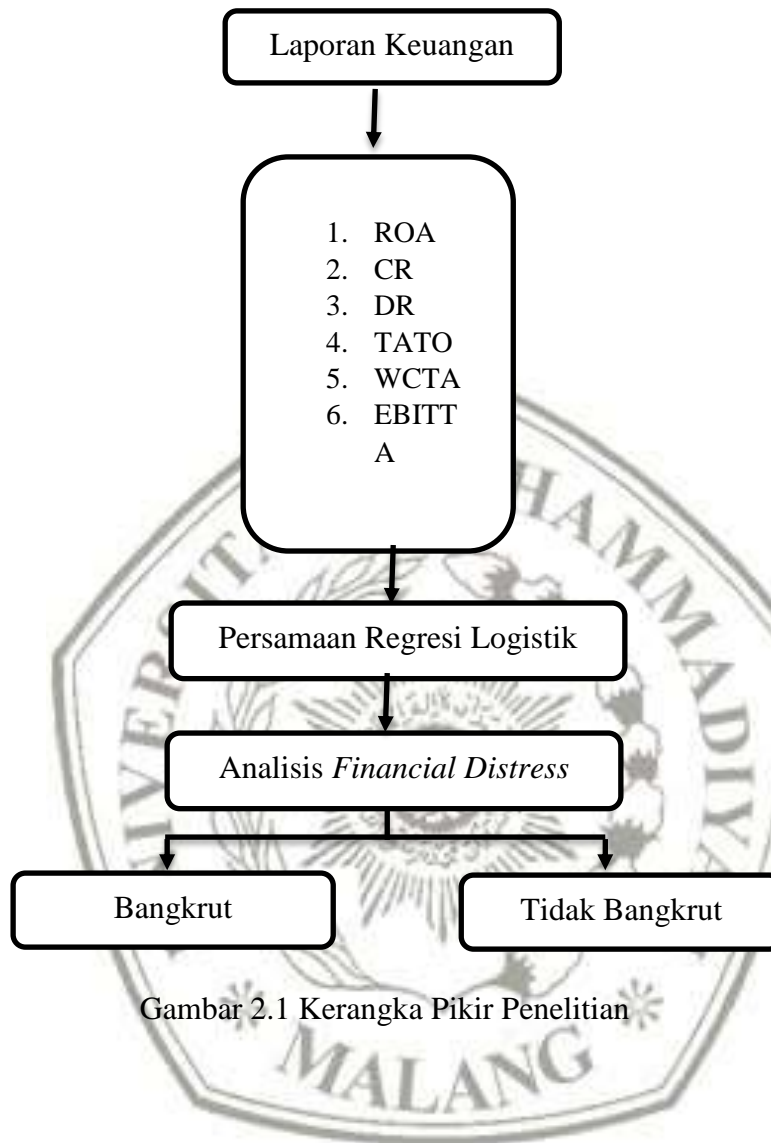 Laporan Keuangan
1. ROA
2. CR
3. DR
4. TATO
5. WCTA
6. EBITT
A
Persamaan Regresi Logistik
Analisis Financial Distress
Bangkrut
Tidak Bangkrut
Gambar 2.1 Kerangka Pikir Penelitian
MALANG